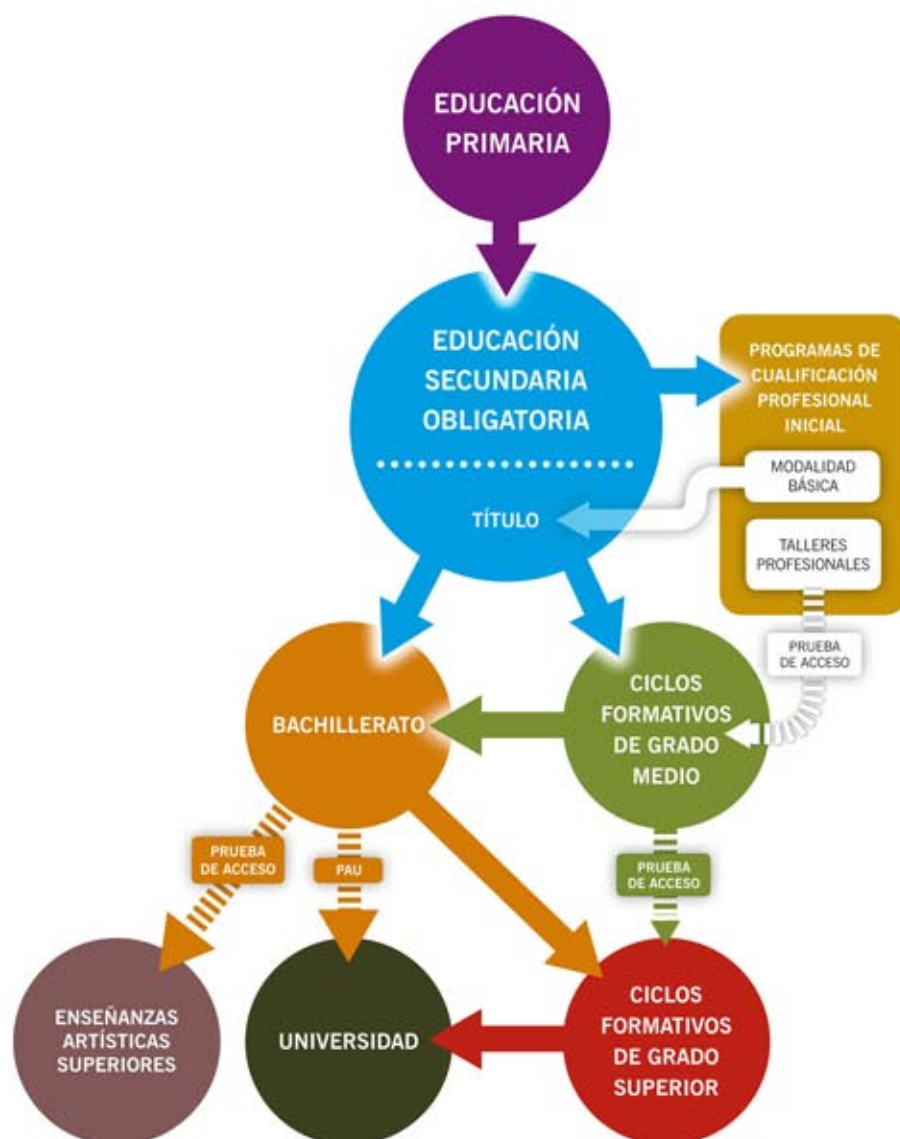 EDUCACIÓN
PRIMARIA
EDUCACIÓN
SECUNDARIA
OBLIGATORIA
TÍTULO
PROGRAMAS DE
CUALIFICACIÓN
PROFESIONAL
INICIAL
MODALIDAD
BÁSICA
TALLERES
PROFESIONALES
PRUEBA
DE ACCESO
BACHILLERATO
CICLOS
FORMATIVOS
DE GRADO
MEDIO
PRUEBA
DE ACCESO
PAU
PRUEBA
DE ACCESO
ENSEÑANZAS
ARTÍSTICAS
SUPERIORES
UNIVERSIDAD
CICLOS
FORMATIVOS
DE GRADO
SUPERIOR